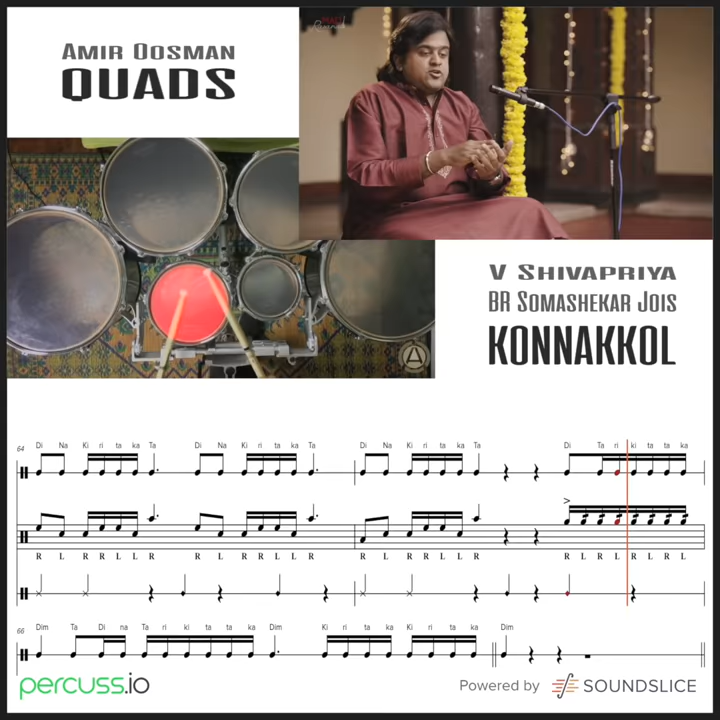 AMIR OOSMAN
QUADS
V SHIVAPRIYA
BR SOMASHEKAR JOIS
KONNAKKOL
64
Di Na Ki ri ta ka Ta Di Na Ki ri ta ka Ta Di Na Ki ri ta ka Ta Di Ta ri ki ta ta ka
R L R R L L R R L R R L L R R L R R L L R R L R L R L R L
66
Dim Ta Di na Ta ri ki ta ta ka Dim Ki ri ta ka Ki ri ta ka Dim
percuss.io
Powered by SOUNDSLICE